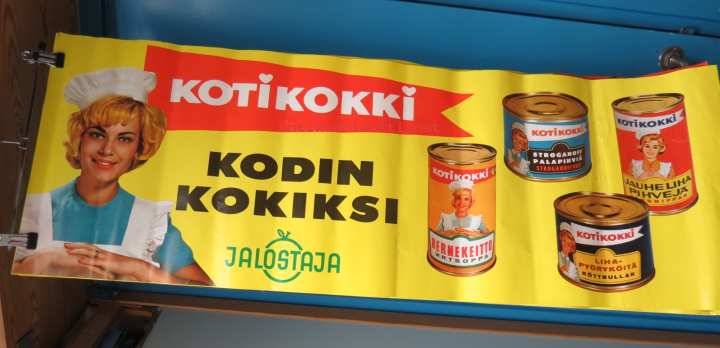 KOTIKOKKI
KODIN
KOKIKSI
JALOSTAJA
KOTIKOKKI
HERNEKEITTO
ÄRTSOPPA
KOTIKOKKI
STROGANOFF
PALAPIHVIÄ
KOTIKOKKI
JAUHELIHA
PIHVEJÄ
KOTIKOKKI
LIHA-
PYÖRYKÖITÄ
KÖTTBULLAR